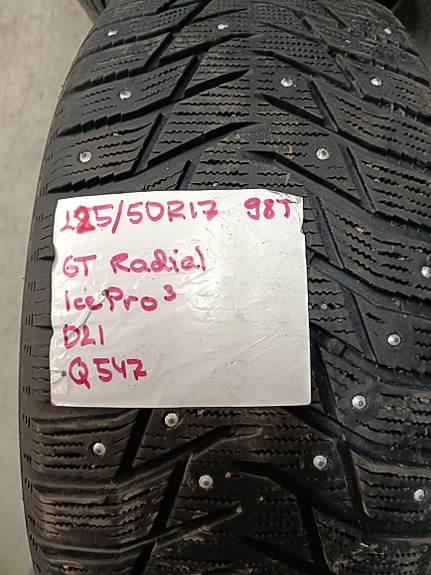 225/50R17 98T
GT Radial
IcePro³
D21
Q547